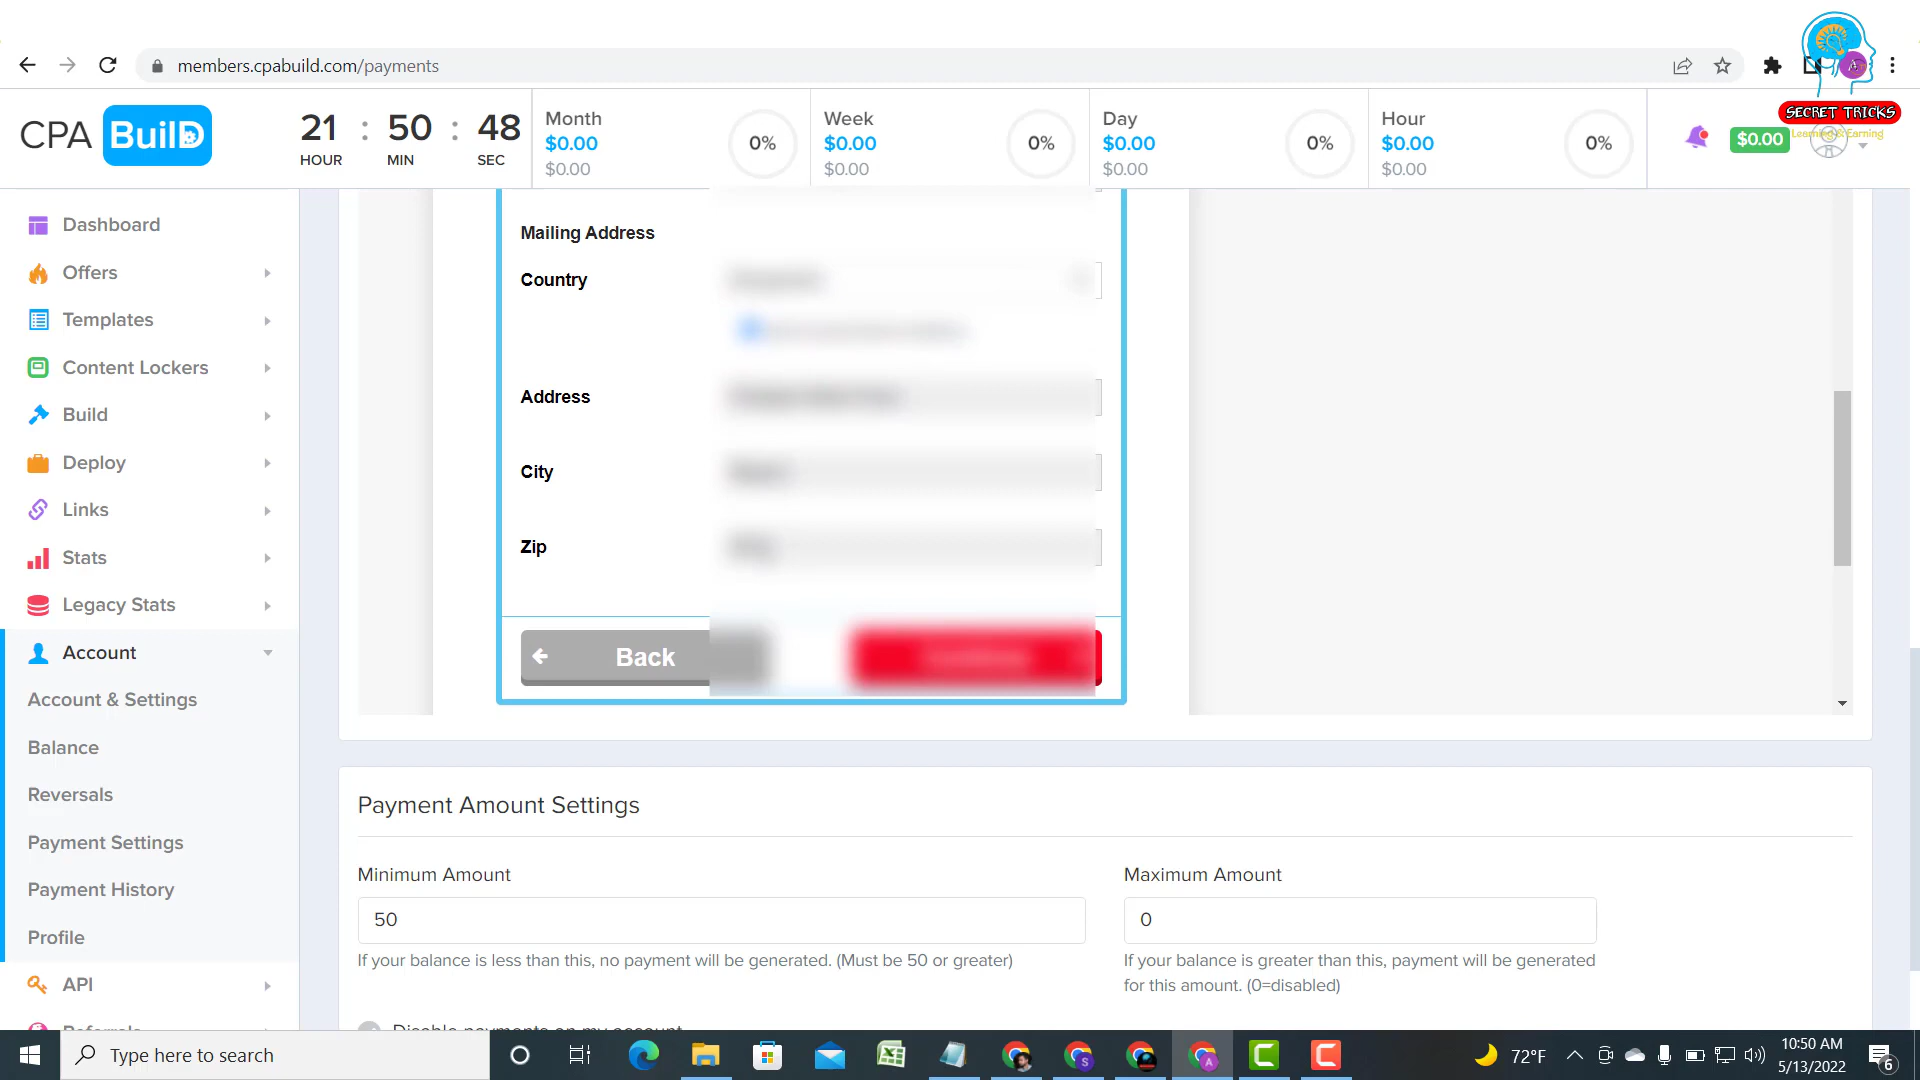 members.cpabuild.com/payments
SECRET TRICKS
Learning & Earning
CPA BuilD
21 : 50 : 48
HOUR MIN SEC
Month
$0.00
$0.00
0%
Week
$0.00
$0.00
0%
Day
$0.00
$0.00
0%
Hour
$0.00
$0.00
0%
$0.00
Dashboard
Offers
Templates
Content Lockers
Build
Deploy
Links
Stats
Legacy Stats
Account
Account & Settings
Balance
Reversals
Payment Settings
Payment History
Profile
API
Referrals
Mailing Address
Country
Address
City
Zip
Back
Payment Amount Settings
Minimum Amount
50
If your balance is less than this, no payment will be generated. (Must be 50 or greater)
Maximum Amount
0
If your balance is greater than this, payment will be generated
for this amount. (0=disabled)
Disable payments on my account
Type here to search
72°F
10:50 AM
5/13/2022
6